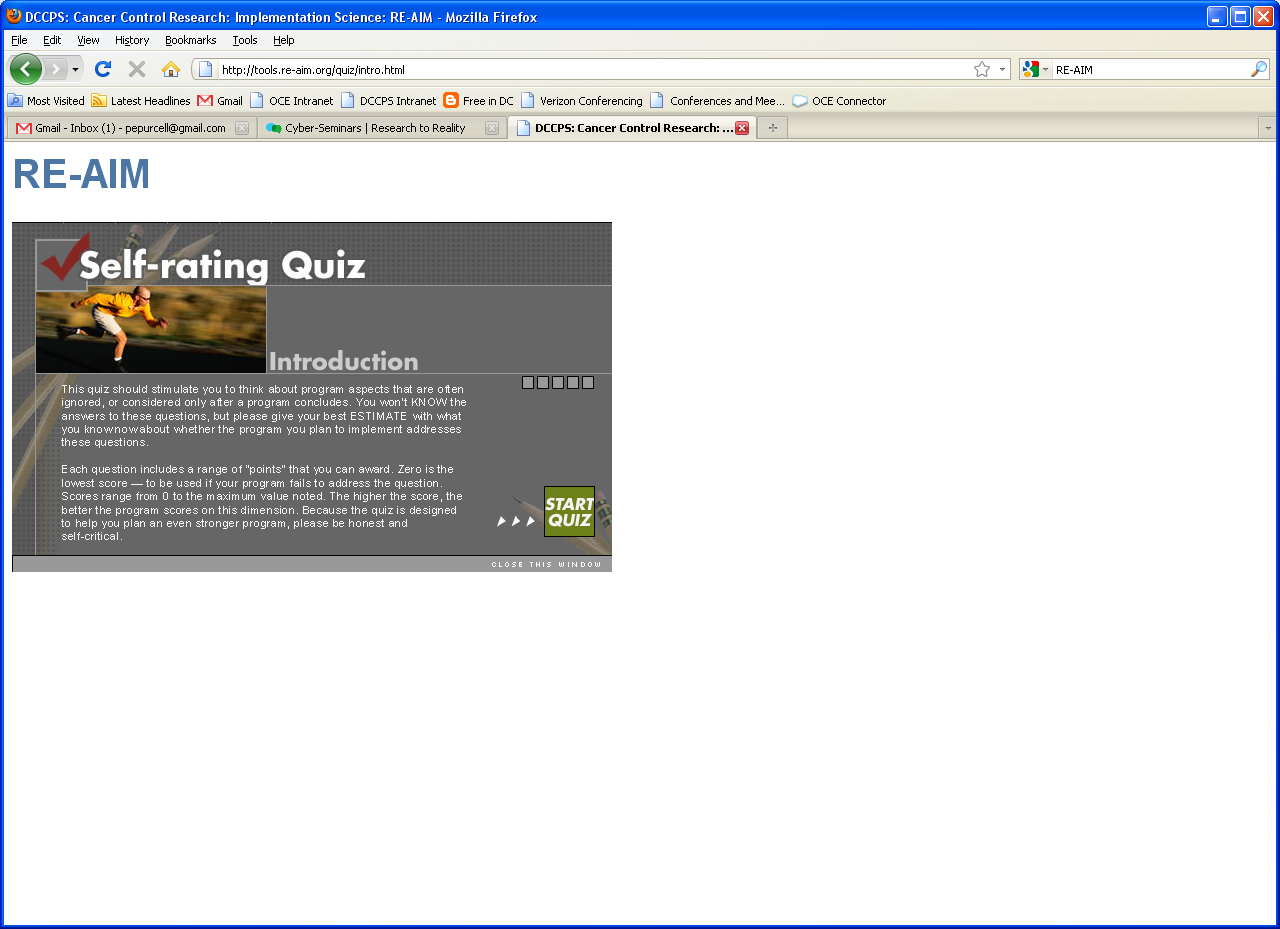 DCCPS: Cancer Control Research: Implementation Science: RE-AIM - Mozilla Firefox
File Edit View History Bookmarks Tools Help
http://tools.re-aim.org/quiz/intro.html RE-AIM
Most Visited Latest Headlines Gmail OCE Intranet DCCPS Intranet Free in DC Verizon Conferencing Conferences and Mee... OCE Connector
Gmail - Inbox (1) - pepurcell@gmail.com Cyber-Seminars | Research to Reality DCCPS: Cancer Control Research: ...
RE-AIM
Self-rating Quiz
Introduction
This quiz should stimulate you to think about program aspects that are often
ignored, or considered only after a program concludes. You won't KNOW the
answers to these questions, but please give your best ESTIMATE with what
you know now about whether the program you plan to implement addresses
these questions.
Each question includes a range of "points" that you can award. Zero is the
lowest score — to be used if your program fails to address the question.
Scores range from 0 to the maximum value noted. The higher the score, the
better the program scores on this dimension. Because the quiz is designed
to help you plan an even stronger program, please be honest and
self-critical.
START
QUIZ
CLOSE THIS WINDOW